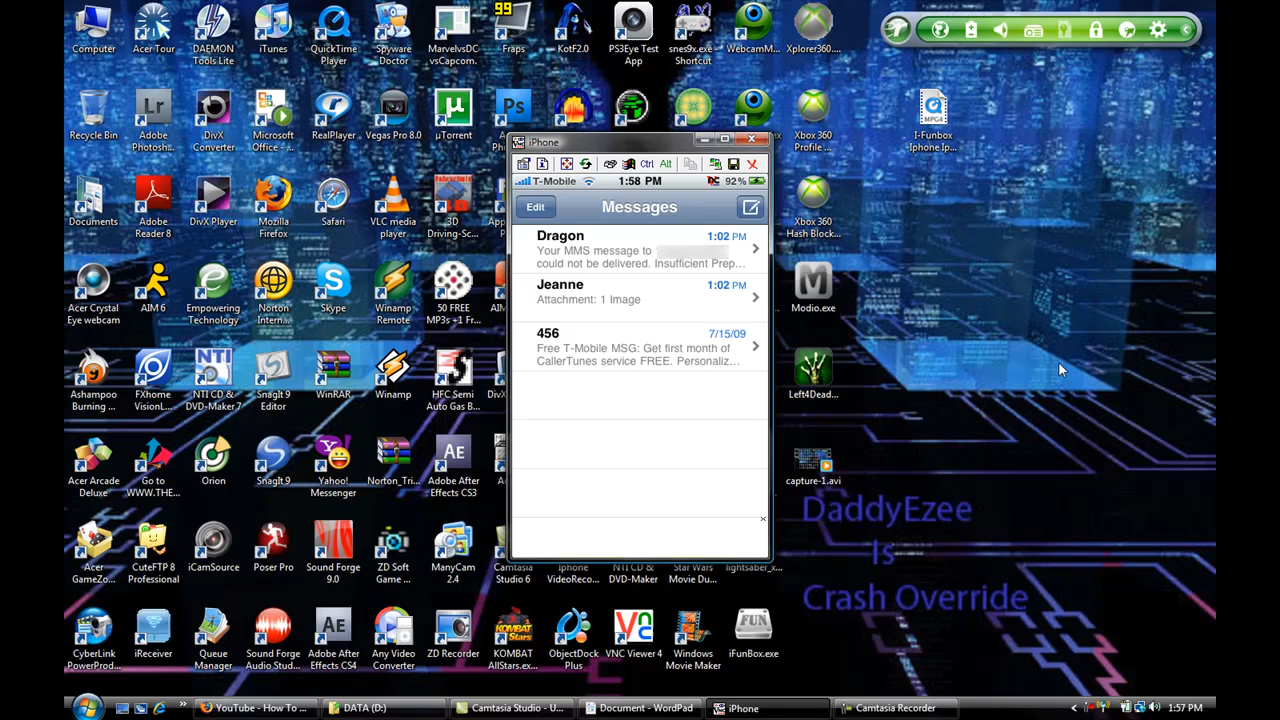 99
Computer
Acer Tour
DAEMON
Tools Lite
iTunes
QuickTime
Player
Spyware
Doctor
MarvelvsDC
vsCapcom.
Fraps
KotF2.0
PS3Eye Test
App
snes9x.exe -
Shortcut
WebcamM...
Xplorer360....
Recycle Bin
Adobe
Photosh...
DivX
Converter
Microsoft
Office - ...
RealPlayer
Vegas Pro 8.0
µTorrent
Xbox 360
Profile ...
I-Funbox
Iphone Ip...
Documents
Adobe
Reader 8
DivX Player
Mozilla
Firefox
Safari
VLC media
player
3D
Driving-Sc...
Xbox 360
Hash Block...
Acer Crystal
Eye webcam
AIM 6
Empowering
Technology
Norton
Intern...
Skype
Winamp
Remote
50 FREE
MP3s +1 Fr...
Modio.exe
Ashampoo
Burning ...
FXhome
VisionL...
NTI CD &
DVD-Maker 7
SnagIt 9
Editor
WinRAR
Winamp
HFC Semi
Auto Gas B...
Left4Dead...
Acer Arcade
Deluxe
Go to
WWW.THE...
Orion
SnagIt 9
Yahoo!
Messenger
Norton_Tri...
Adobe After
Effects CS3
capture-1.avi
Acer
GameZo...
CuteFTP 8
Professional
iCamSource
Poser Pro
Sound Forge
9.0
ZD Soft
Game ...
ManyCam
2.4
Camtasia
Studio 6
Iphone
VideoReco...
NTI CD &
DVD-Maker
Star Wars
Movie Du...
lightsaber_x...
CyberLink
PowerProd...
iReceiver
Queue
Manager
Sound Forge
Audio Stud...
Adobe After
Effects CS4
Any Video
Converter
ZD Recorder
KOMBAT
AllStars.ex...
ObjectDock
Plus
VNC Viewer 4
Windows
Movie Maker
iFunBox.exe
iPhone
Ctrl Alt
T-Mobile 1:58 PM 92%
Edit Messages
Dragon 1:02 PM
Your MMS message to
could not be delivered. Insufficient Prep...
Jeanne 1:02 PM
Attachment: 1 Image
456 7/15/09
Free T-Mobile MSG: Get first month of
CallerTunes service FREE. Personaliz...
DaddyEzee
Is
Crash Override
YouTube - How To ... DATA (D:) Camtasia Studio - U... Document - WordPad iPhone Camtasia Recorder 1:57 PM